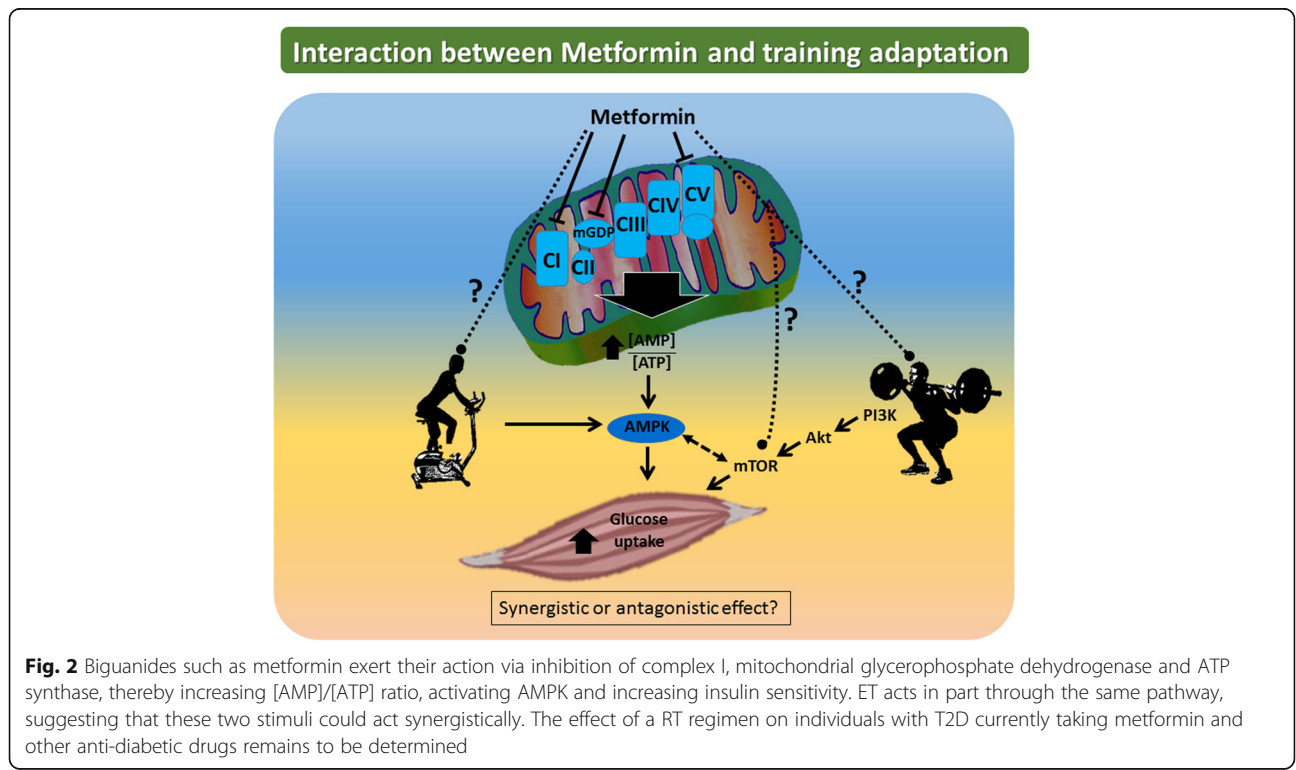 Interaction between Metformin and training adaptation
Metformin
CV
CIV
CIII
mGDP
CI
CII
?
?
?
[AMP]
[ATP]
PI3K
AMPK
Akt
mTOR
Glucose
uptake
Synergistic or antagonistic effect?
Fig. 2 Biguanides such as metformin exert their action via inhibition of complex I, mitochondrial glycerophosphate dehydrogenase and ATP
synthase, thereby increasing [AMP]/[ATP] ratio, activating AMPK and increasing insulin sensitivity. ET acts in part through the same pathway,
suggesting that these two stimuli could act synergistically. The effect of a RT regimen on individuals with T2D currently taking metformin and
other anti-diabetic drugs remains to be determined